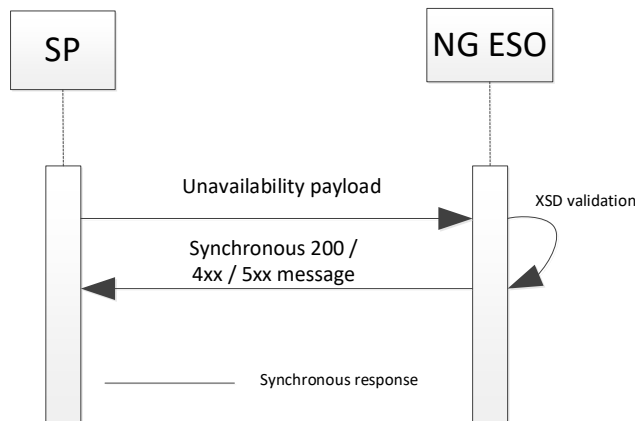 SP
NG ESO
Unavailability payload
XSD validation
Synchronous 200 /
4xx / 5xx message
Synchronous response